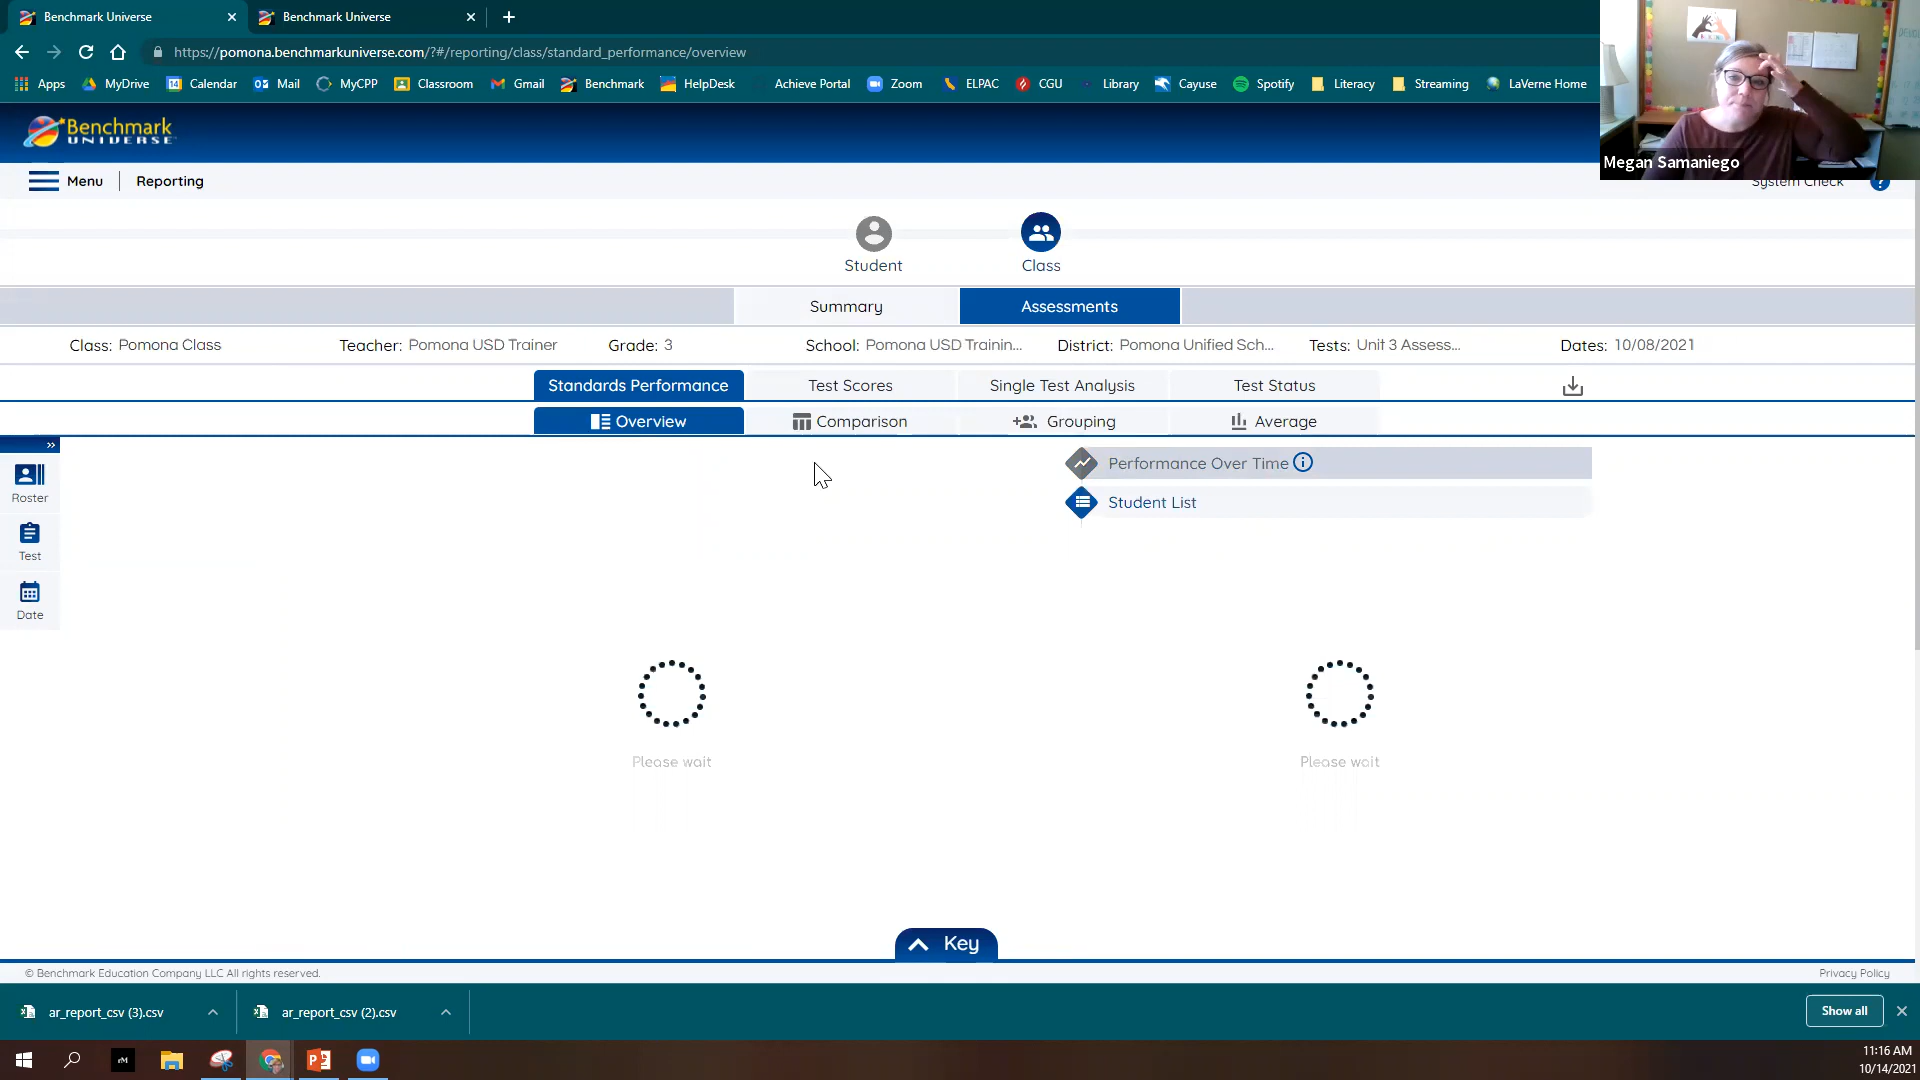 Benchmark Universe
Benchmark Universe
https://pomona.benchmarkuniverse.com/?#/reporting/class/standard_performance/overview
Apps MyDrive Calendar Mail MyCPP Classroom Gmail Benchmark HelpDesk Achieve Portal Zoom ELPAC CGU Library Cayuse Spotify Literacy Streaming LaVerne Home
Benchmark
UNIVERSE
Megan Samaniego
Menu Reporting
System Check ?
Student Class
Summary Assessments
Class: Pomona Class Teacher: Pomona USD Trainer Grade: 3 School: Pomona USD Trainin... District: Pomona Unified Sch... Tests: Unit 3 Assess... Dates: 10/08/2021
Standards Performance Test Scores Single Test Analysis Test Status
Overview Comparison Grouping Average
Roster
Test
Date
Performance Over Time
Student List
Please wait Please wait
Key
© Benchmark Education Company LLC All rights reserved. Privacy Policy
ar_report_csv (3).csv ar_report_csv (2).csv Show all
11:16 AM
10/14/2021